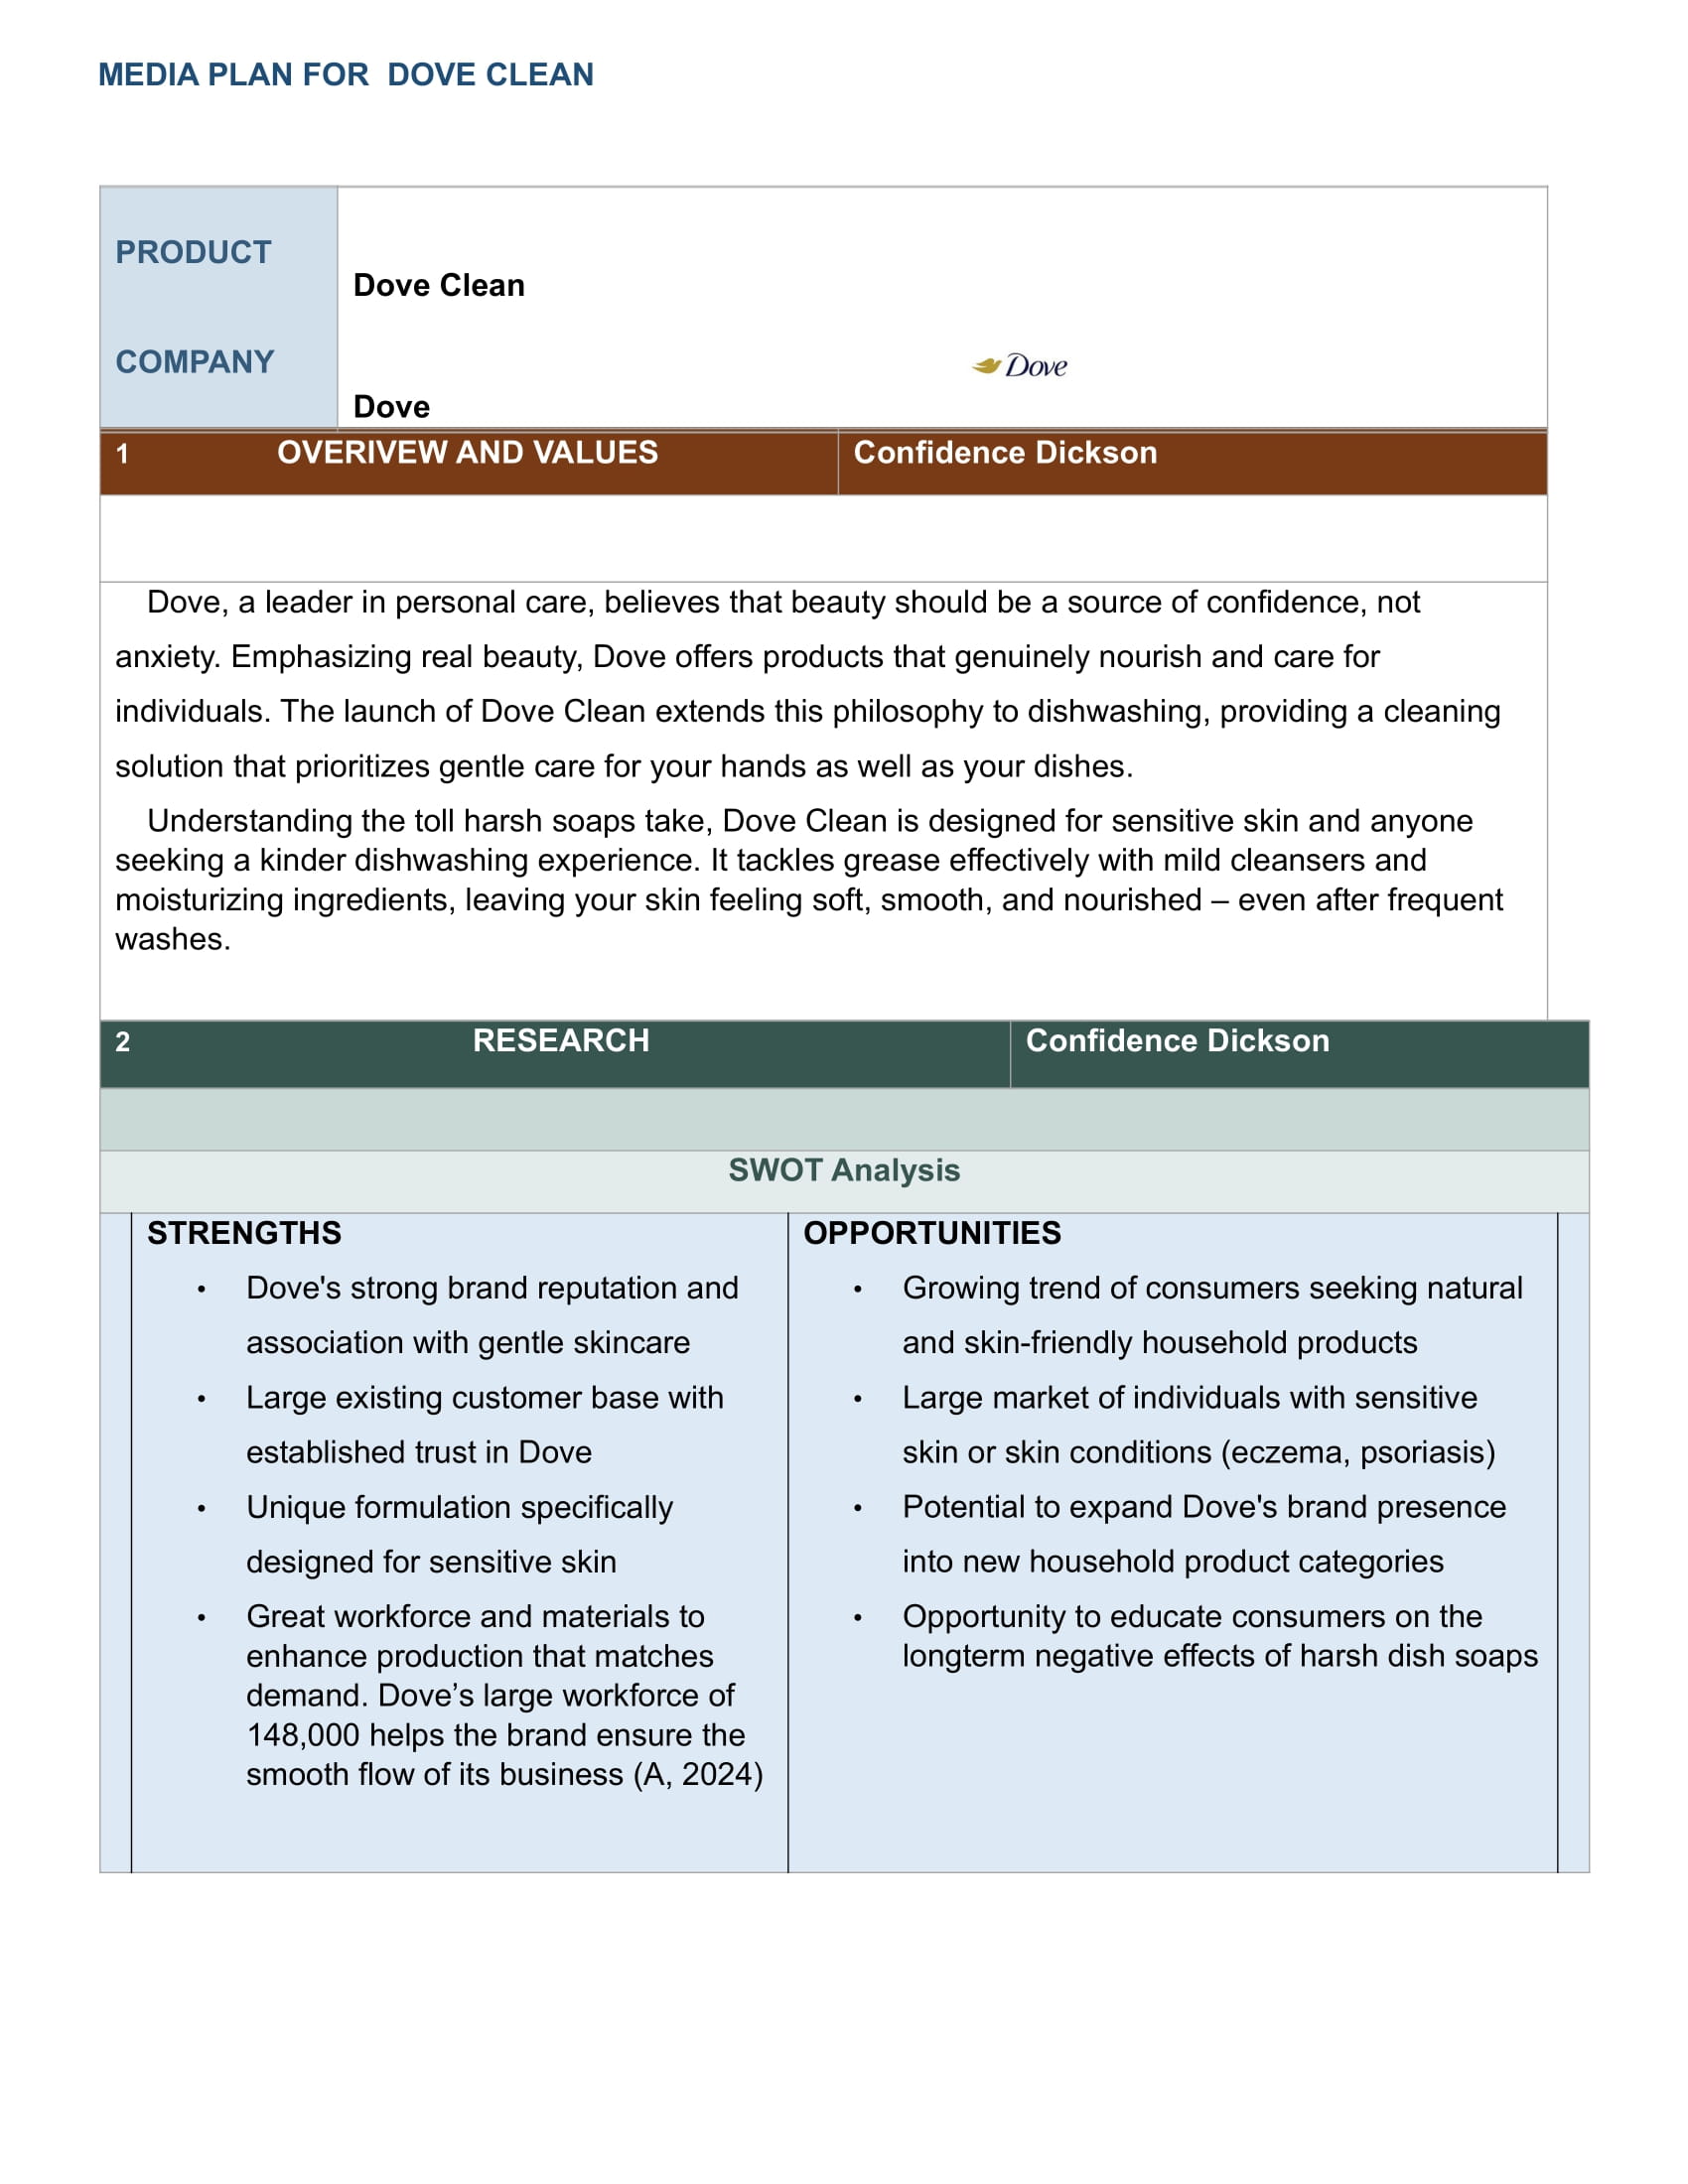 MEDIA PLAN FOR  DOVE CLEAN
PRODUCT
Dove Clean
COMPANY
Dove
Dove
1 OVERIVEW AND VALUES Confidence Dickson
Dove, a leader in personal care, believes that beauty should be a source of confidence, not
anxiety. Emphasizing real beauty, Dove offers products that genuinely nourish and care for
individuals. The launch of Dove Clean extends this philosophy to dishwashing, providing a cleaning
solution that prioritizes gentle care for your hands as well as your dishes.
Understanding the toll harsh soaps take, Dove Clean is designed for sensitive skin and anyone
seeking a kinder dishwashing experience. It tackles grease effectively with mild cleansers and
moisturizing ingredients, leaving your skin feeling soft, smooth, and nourished – even after frequent
washes.
2 RESEARCH Confidence Dickson
SWOT Analysis
STRENGTHS
• Dove's strong brand reputation and
association with gentle skincare
• Large existing customer base with
established trust in Dove
• Unique formulation specifically
designed for sensitive skin
• Great workforce and materials to
enhance production that matches
demand. Dove’s large workforce of
148,000 helps the brand ensure the
smooth flow of its business (A, 2024)
OPPORTUNITIES
• Growing trend of consumers seeking natural
and skin-friendly household products
• Large market of individuals with sensitive
skin or skin conditions (eczema, psoriasis)
• Potential to expand Dove's brand presence
into new household product categories
• Opportunity to educate consumers on the
longterm negative effects of harsh dish soaps